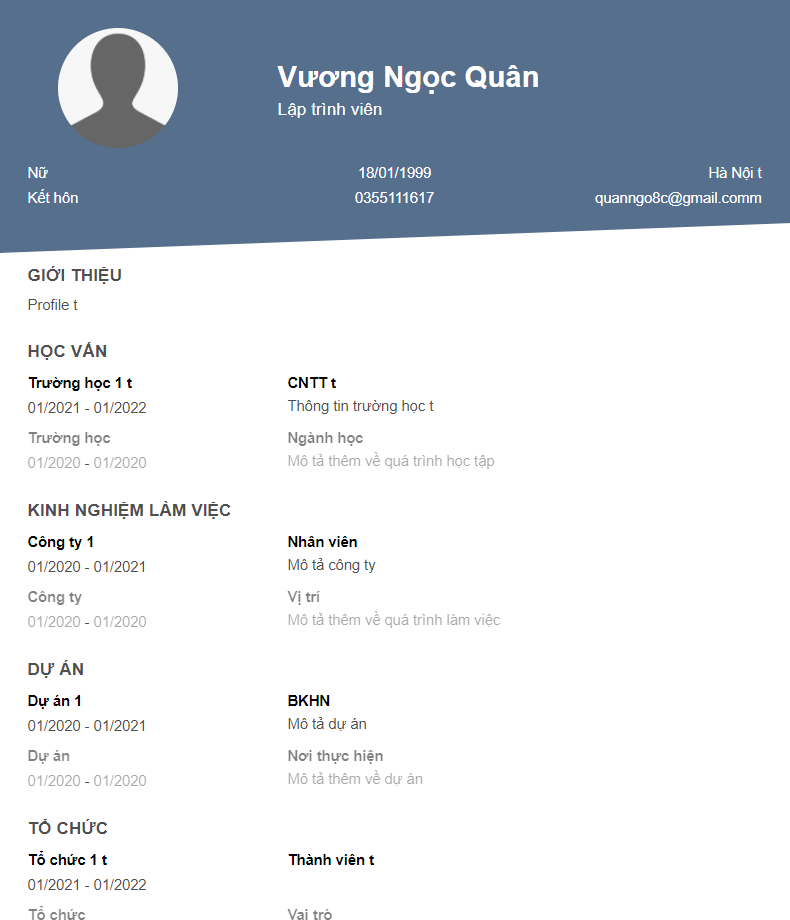 Vương Ngọc Quân
Lập trình viên
Nữ 18/01/1999 Hà Nội t
Kết hôn 0355111617 quanngo8c@gmail.comm
GIỚI THIỆU
Profile t
HỌC VẤN
Trường học 1 t CNTT t
01/2021 - 01/2022 Thông tin trường học t
Trường học Ngành học
01/2020 - 01/2020 Mô tả thêm về quá trình học tập
KINH NGHIỆM LÀM VIỆC
Công ty 1 Nhân viên
01/2020 - 01/2021 Mô tả công ty
Công ty Vị trí
01/2020 - 01/2020 Mô tả thêm về quá trình làm việc
DỰ ÁN
Dự án 1 BKHN
01/2020 - 01/2021 Mô tả dự án
Dự án Nơi thực hiện
01/2020 - 01/2020 Mô tả thêm về dự án
TỔ CHỨC
Tổ chức 1 t Thành viên t
01/2021 - 01/2022
Tổ chức Vai trò